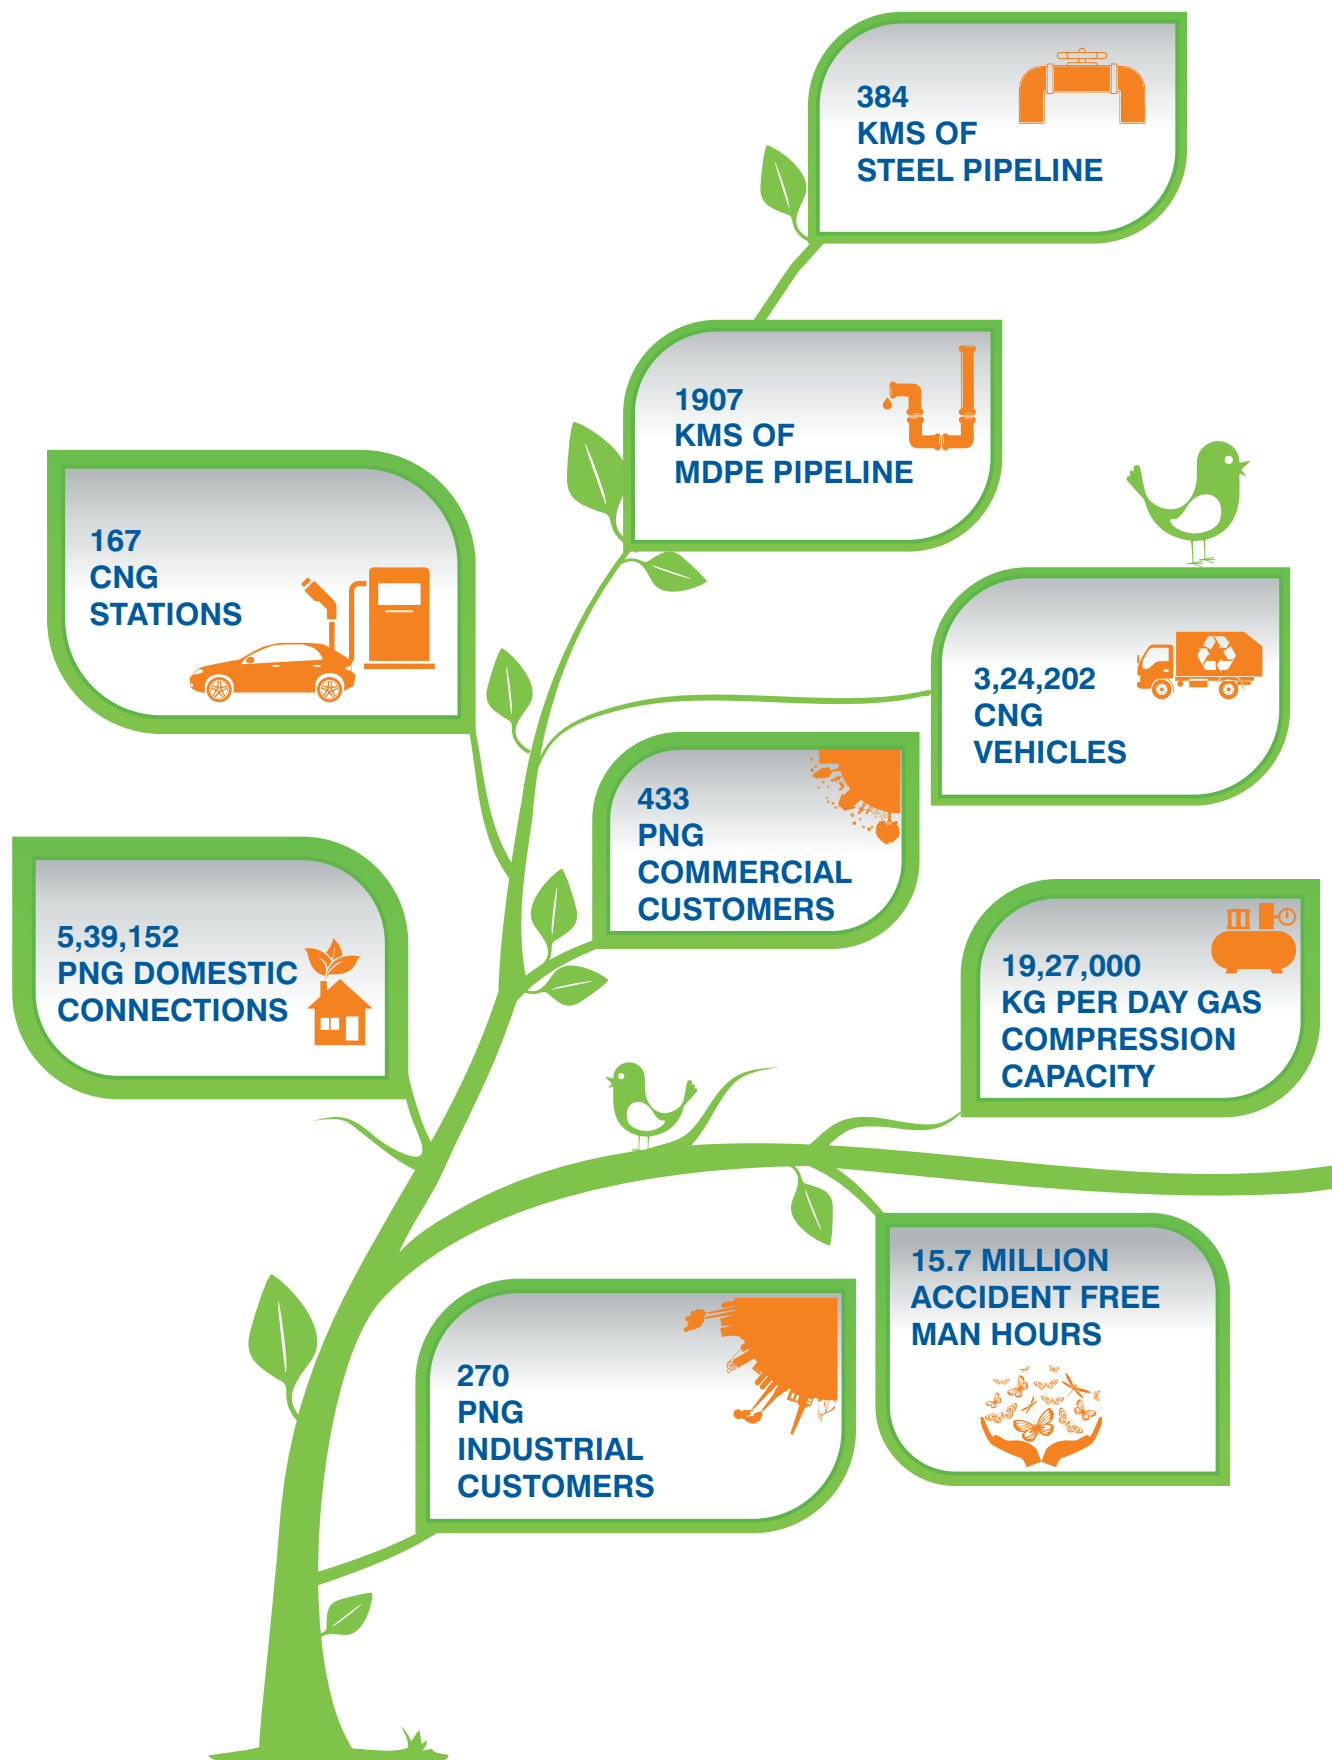 384
KMS OF
STEEL PIPELINE
1907
KMS OF
MDPE PIPELINE
167
CNG
STATIONS
3,24,202
CNG
VEHICLES
433
PNG
COMMERCIAL
CUSTOMERS
5,39,152
PNG DOMESTIC
CONNECTIONS
19,27,000
KG PER DAY GAS
COMPRESSION
CAPACITY
15.7 MILLION
ACCIDENT FREE
MAN HOURS
270
PNG
INDUSTRIAL
CUSTOMERS